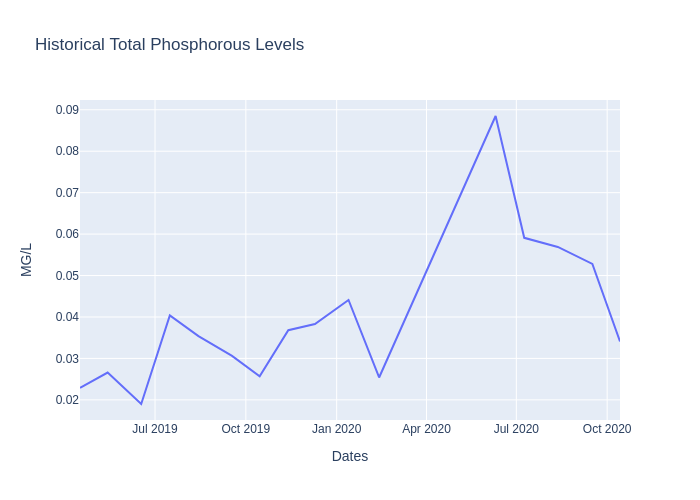 Historical Total Phosphorous Levels
0.09
0.08
0.07
0.06
0.05
0.04
0.03
0.02
MG/L
Jul 2019 Oct 2019 Jan 2020 Apr 2020 Jul 2020 Oct 2020
Dates